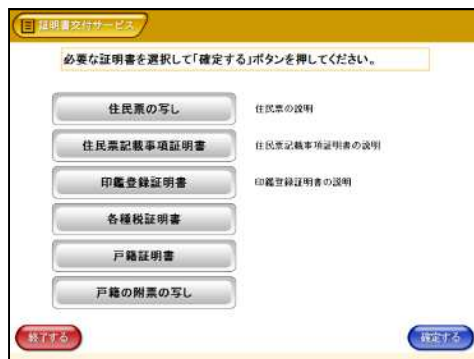 証明書交付サービス
必要な証明書を選択して「確定する」ボタンを押してください。
住民票の写し 住民票の説明
住民票記載事項証明書 住民票記載事項証明書の説明
印鑑登録証明書 印鑑登録証明書の説明
各種税証明書
戸籍証明書
戸籍の附票の写し
終了する 確定する